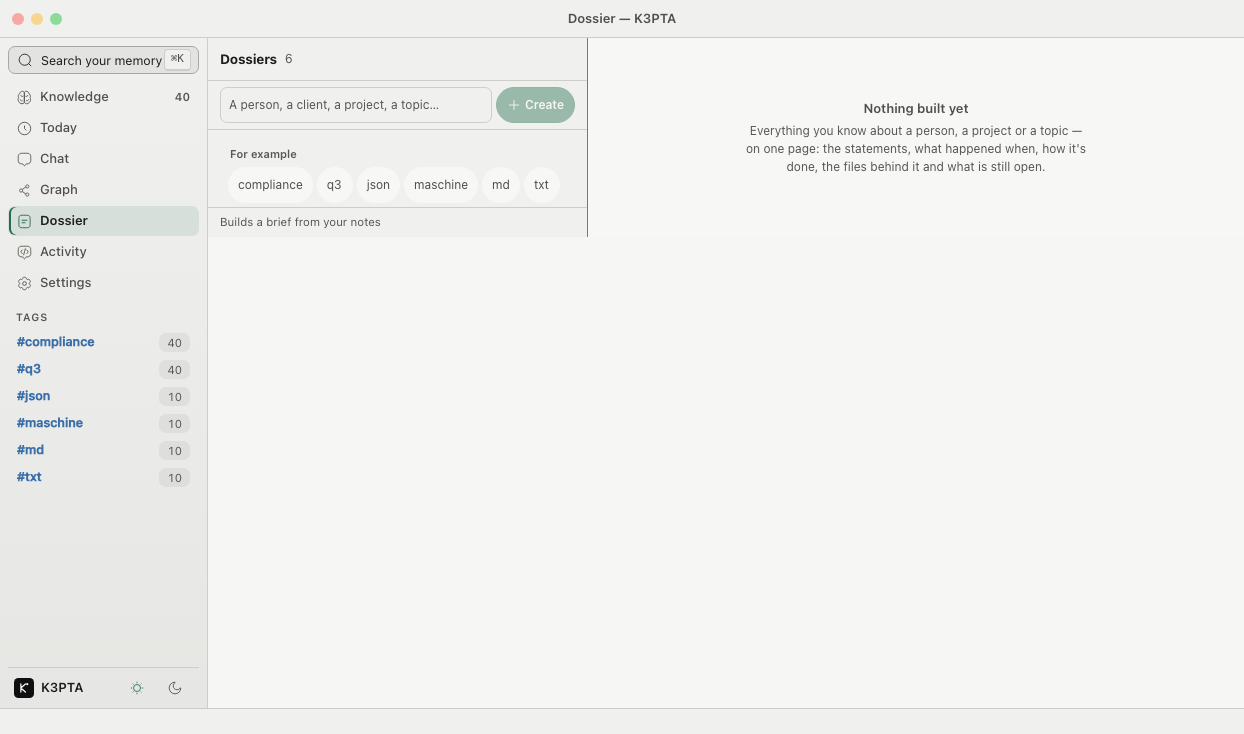 Dossier — K3PTA
Search your memory ⌘K
Knowledge 40
Today
Chat
Graph
Dossier
Activity
Settings
TAGS
#compliance 40
#q3 40
#json 10
#maschine 10
#md 10
#txt 10
K3PTA
Dossiers 6
A person, a client, a project, a topic...
+ Create
For example
compliance q3 json maschine md txt
Builds a brief from your notes
Nothing built yet
Everything you know about a person, a project or a topic —
on one page: the statements, what happened when, how it's
done, the files behind it and what is still open.